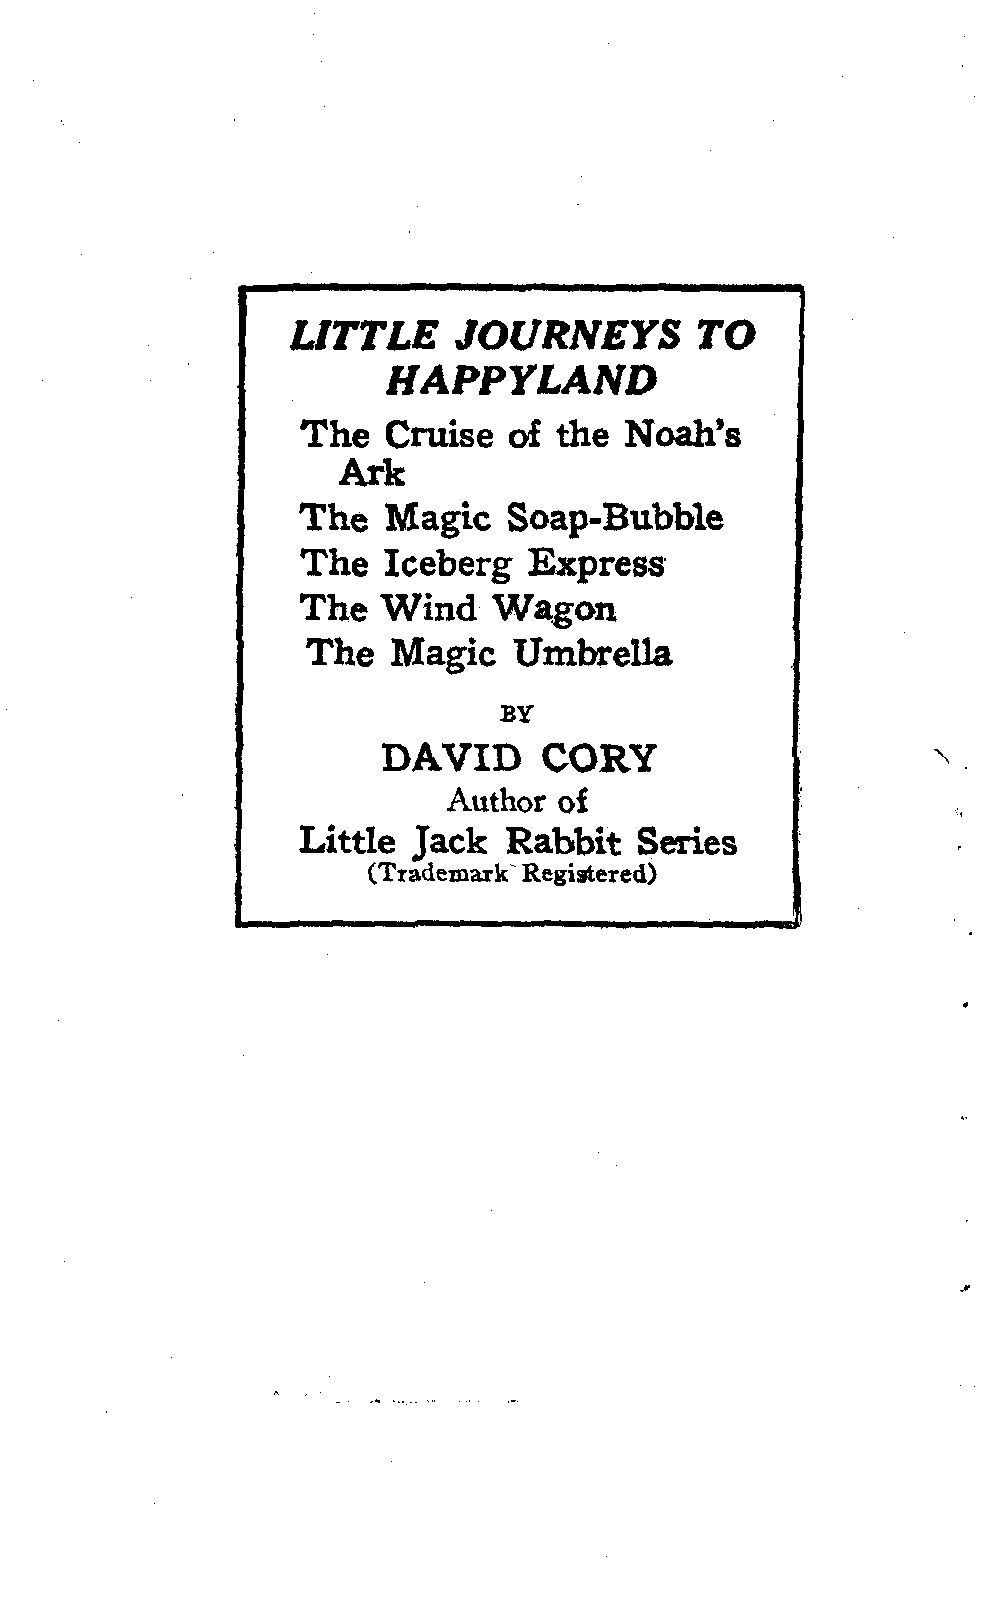 LITTLE JOURNEYS TO
HAPPYLAND
The Cruise of the Noah's
Ark
The Magic Soap-Bubble
The Iceberg Express
The Wind Wagon
The Magic Umbrella
BY
DAVID CORY
Author of
Little Jack Rabbit Series
(Trademark Registered)